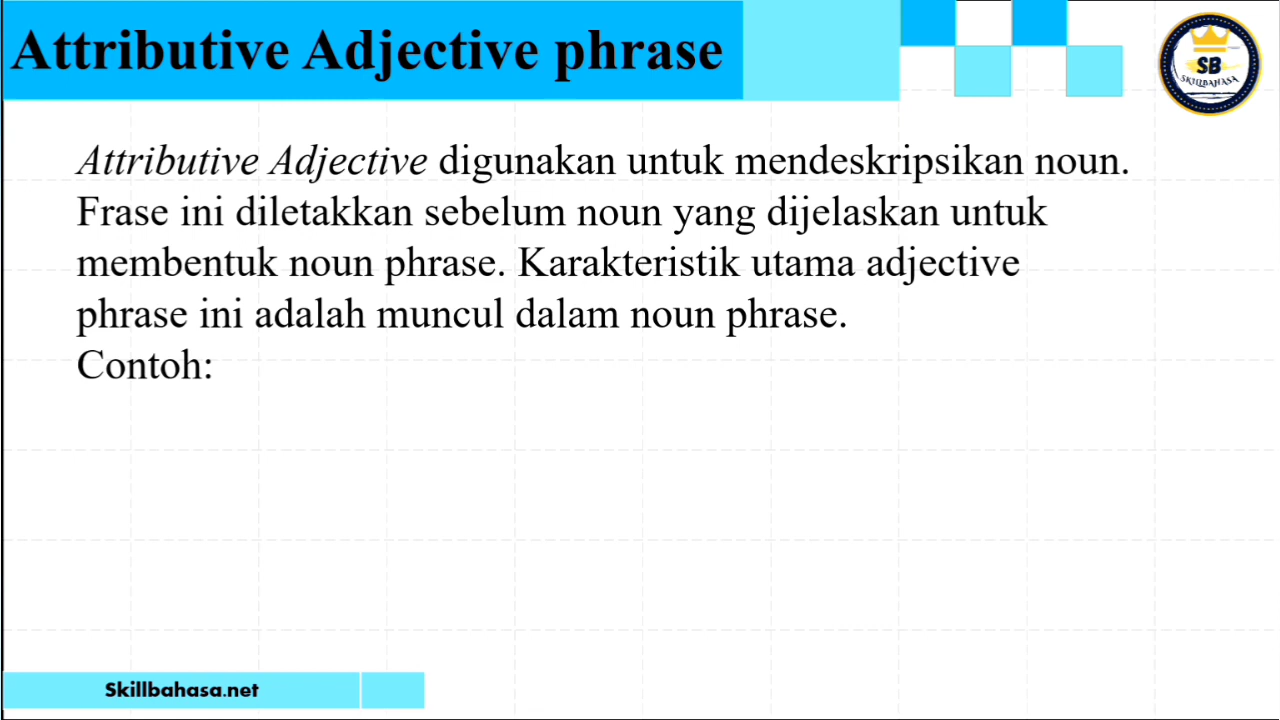 Attributive Adjective phrase
SB
SKILLBAHASA
Attributive Adjective digunakan untuk mendeskripsikan noun.
Frase ini diletakkan sebelum noun yang dijelaskan untuk
membentuk noun phrase. Karakteristik utama adjective
phrase ini adalah muncul dalam noun phrase.
Contoh:
Skillbahasa.net